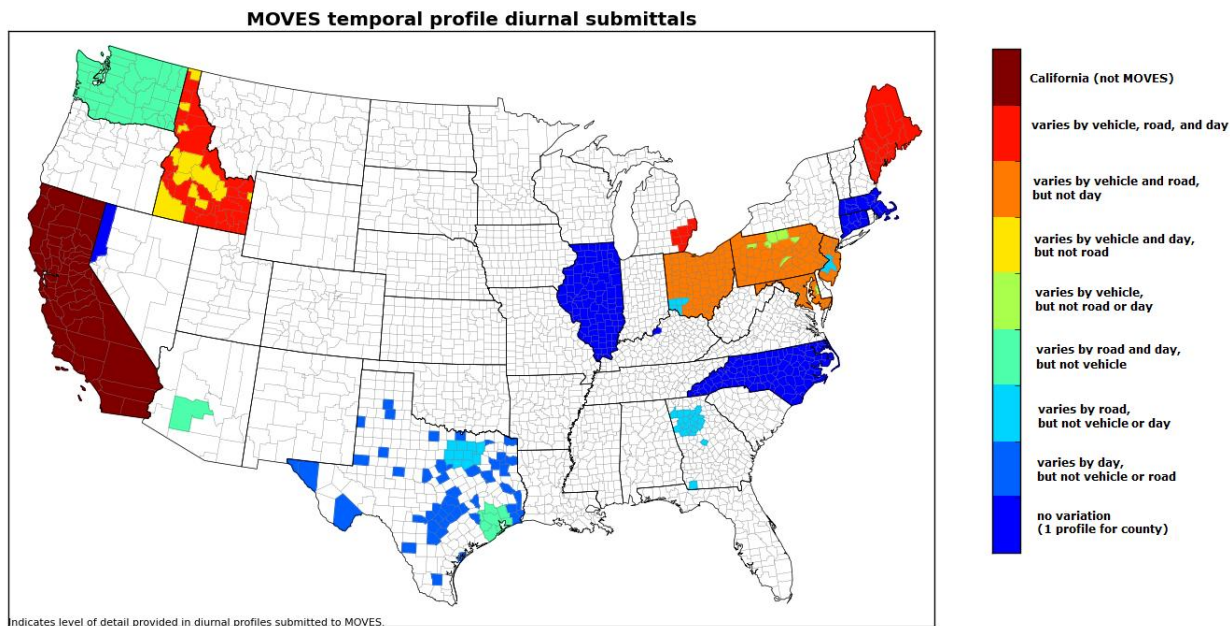 MOVES temporal profile diurnal submittals
California (not MOVES)
varies by vehicle, road, and day
varies by vehicle and road,
but not day
varies by vehicle and day,
but not road
varies by vehicle,
but not road or day
varies by road and day,
but not vehicle
varies by road,
but not vehicle or day
varies by day,
but not vehicle or road
no variation
(1 profile for county)
Indicates level of detail provided in diurnal profiles submitted to MOVES.